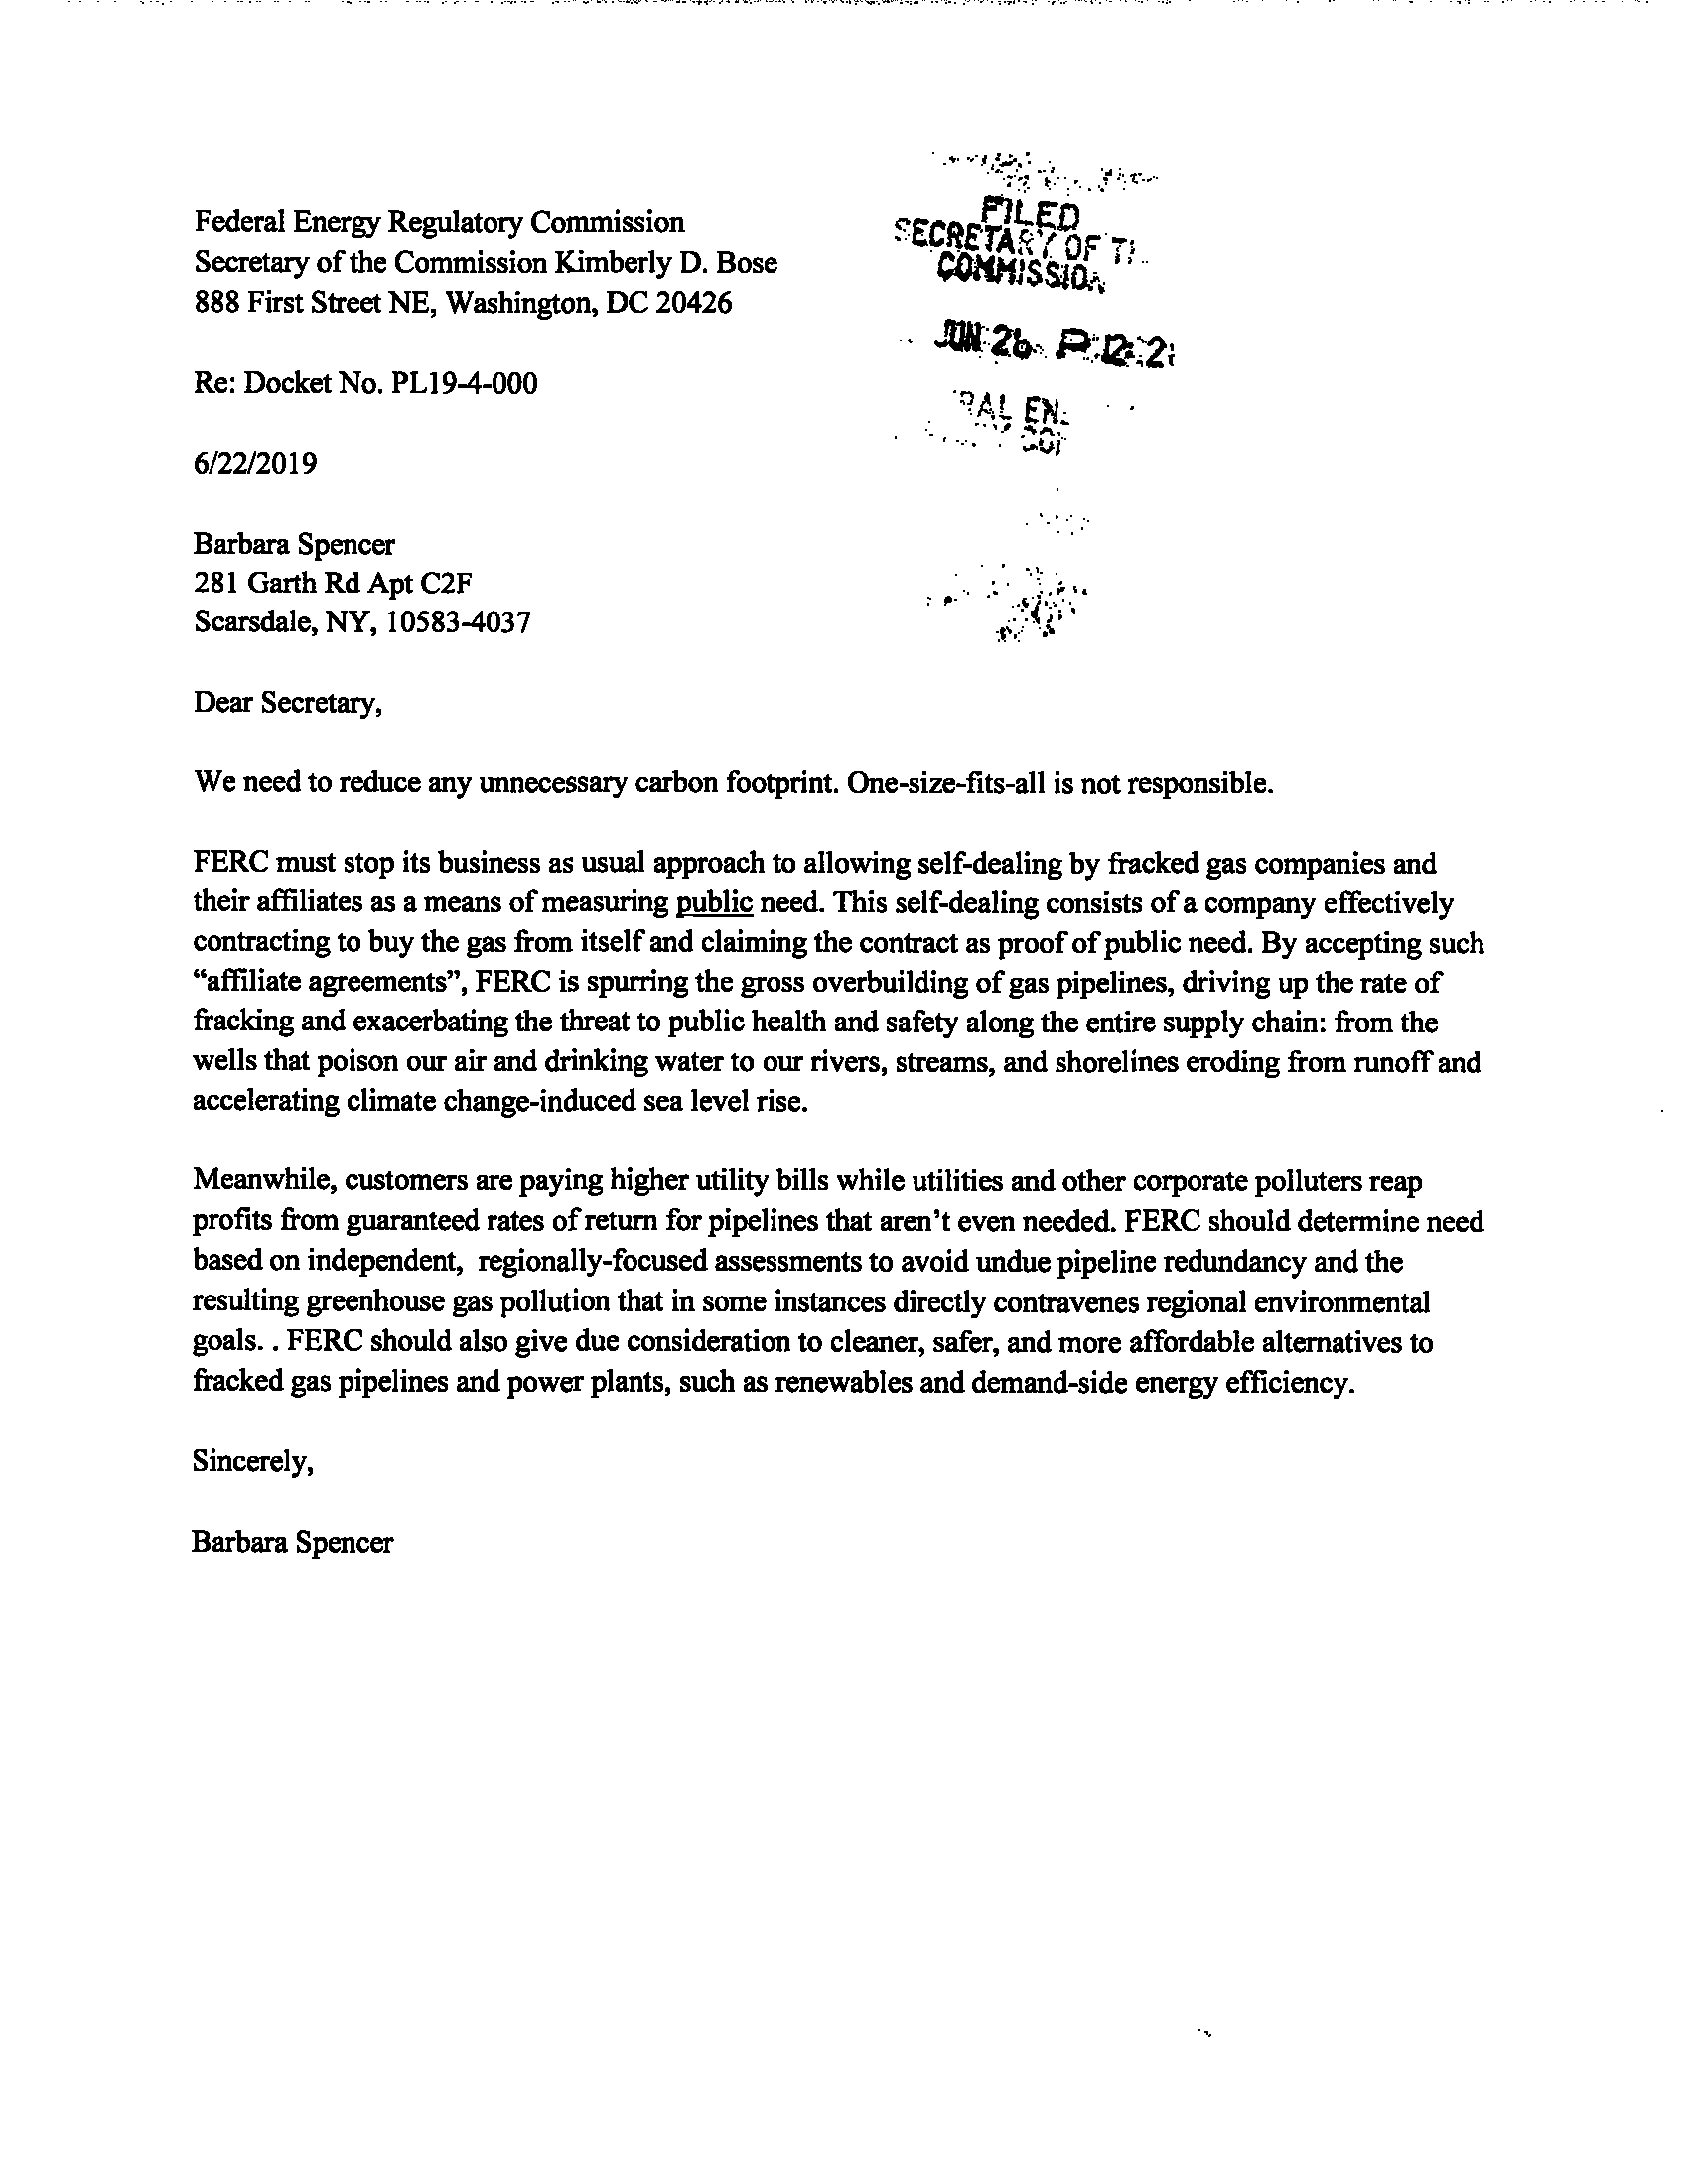 Federal Energy Regulatory Commission
Secretary of the Commission Kimberly D. Bose
888 First Street NE, Washington, DC 20426
FILED
SECRETARY OF
COMMISSION
JUN 26
Re: Docket No. PL19-4-000
6/22/2019
Barbara Spencer
281 Garth Rd Apt C2F
Scarsdale, NY, 10583-4037
Dear Secretary,
We need to reduce any unnecessary carbon footprint. One-size-fits-all is not responsible.
FERC must stop its business as usual approach to allowing self-dealing by fracked gas companies and
their affiliates as a means of measuring public need. This self-dealing consists of a company effectively
contracting to buy the gas from itself and claiming the contract as proof of public need. By accepting such
“affiliate agreements”, FERC is spurring the gross overbuilding of gas pipelines, driving up the rate of
fracking and exacerbating the threat to public health and safety along the entire supply chain: from the
wells that poison our air and drinking water to our rivers, streams, and shorelines eroding from runoff and
accelerating climate change-induced sea level rise.
Meanwhile, customers are paying higher utility bills while utilities and other corporate polluters reap
profits from guaranteed rates of return for pipelines that aren’t even needed. FERC should determine need
based on independent,  regionally-focused assessments to avoid undue pipeline redundancy and the
resulting greenhouse gas pollution that in some instances directly contravenes regional environmental
goals. . FERC should also give due consideration to cleaner, safer, and more affordable alternatives to
fracked gas pipelines and power plants, such as renewables and demand-side energy efficiency.
Sincerely,
Barbara Spencer